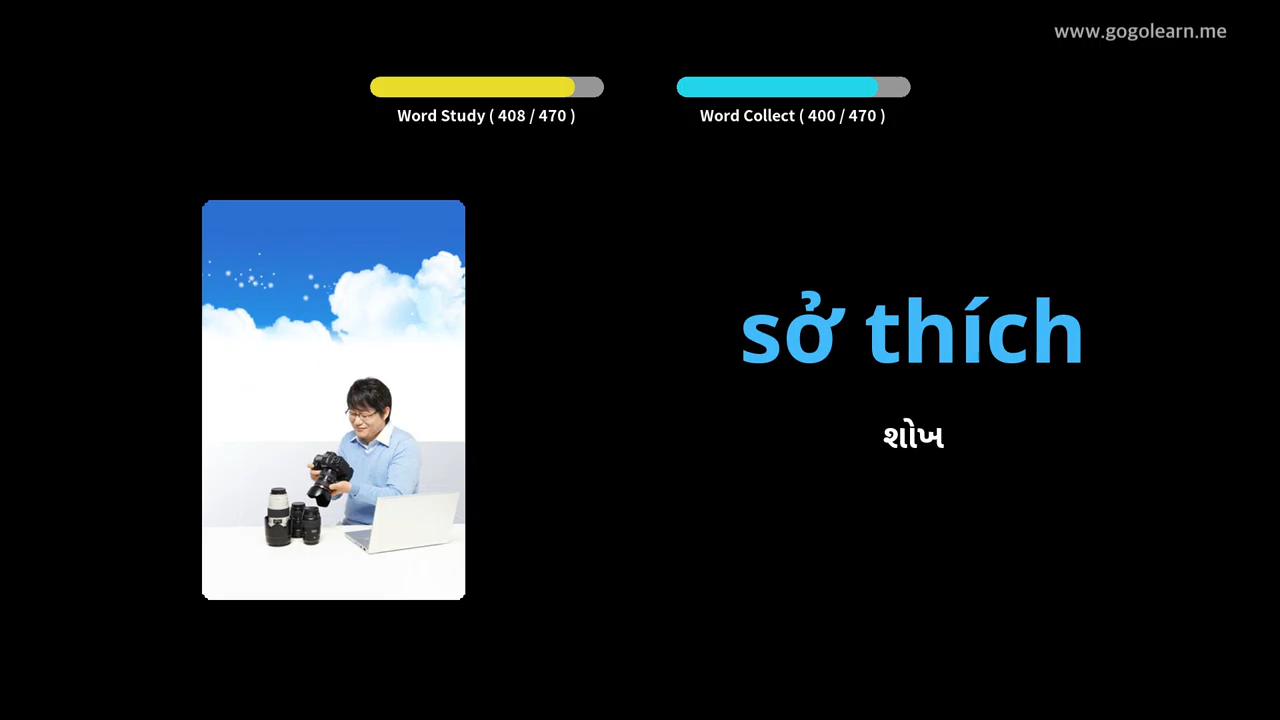 www.gogolearn.me
Word Study ( 408 / 470 )
Word Collect ( 400 / 470 )
sở thích
શોખ